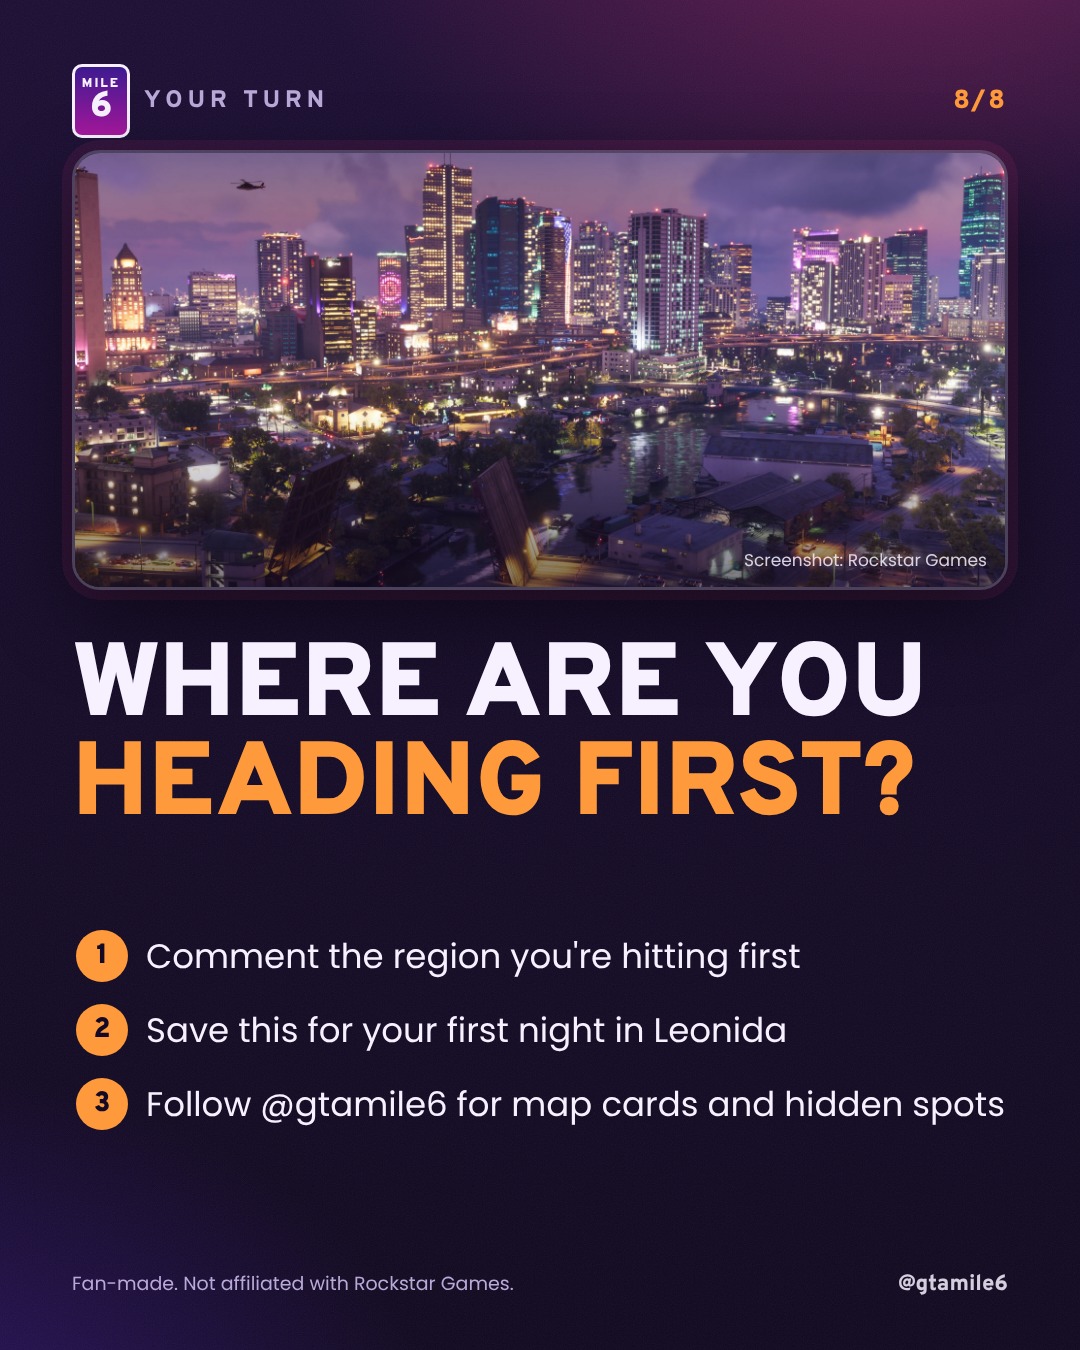 MILE
6
YOUR TURN
8/8
Screenshot: Rockstar Games
WHERE ARE YOU
HEADING FIRST?
1 Comment the region you're hitting first
2 Save this for your first night in Leonida
3 Follow @gtamile6 for map cards and hidden spots
Fan-made. Not affiliated with Rockstar Games.
@gtamile6